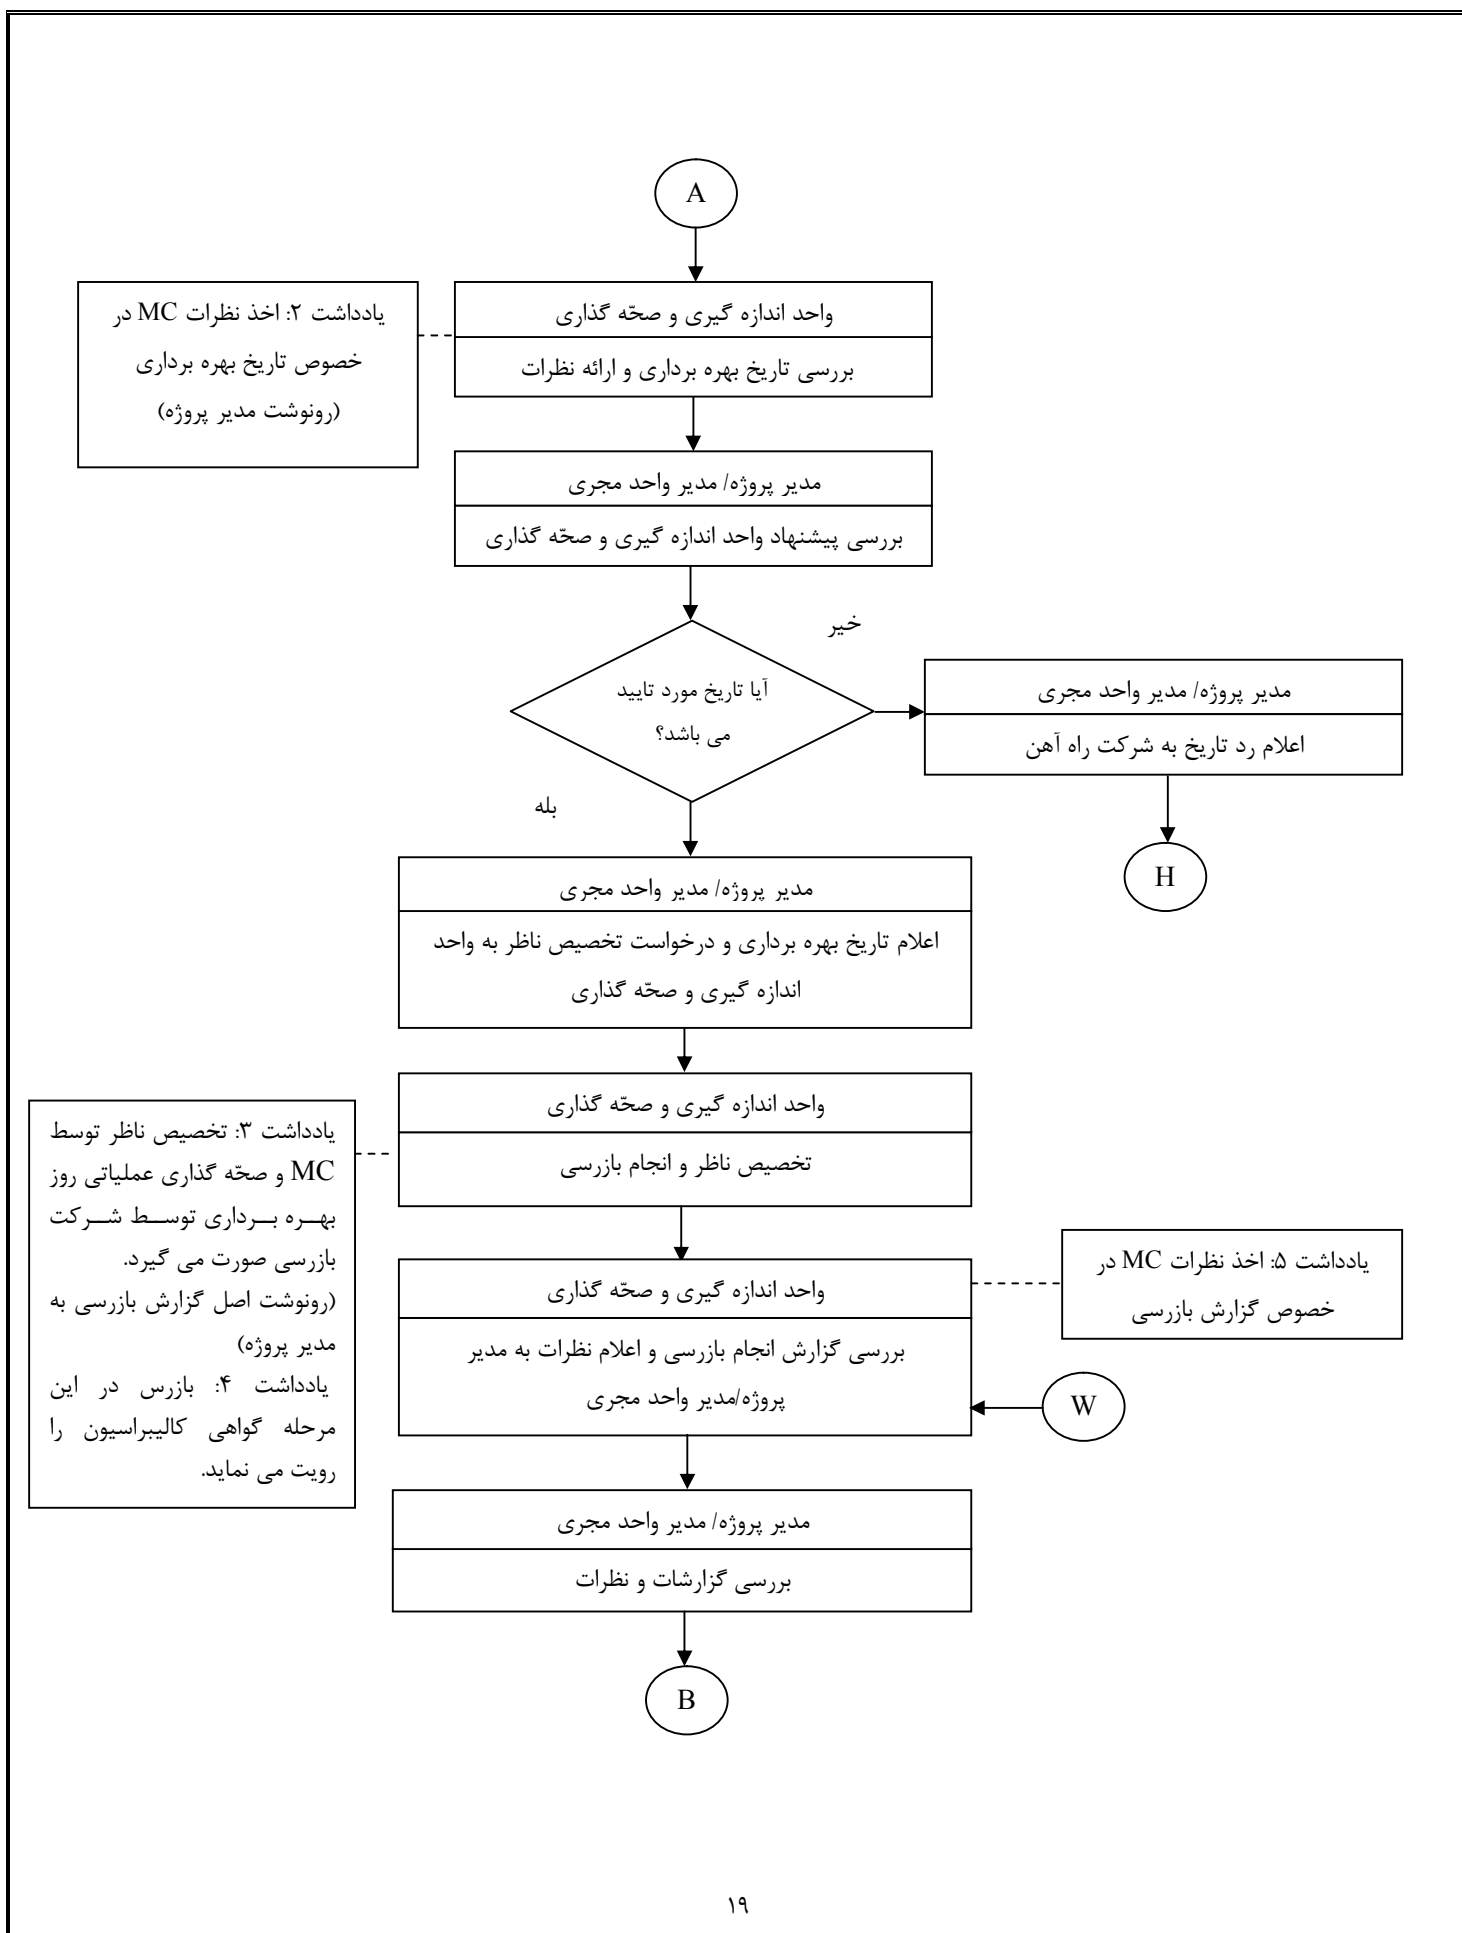 A
واحد اندازه گیری و صحّه گذاری
بررسی تاریخ بهره برداری و ارائه نظرات
یادداشت ۲: اخذ نظرات MC در
خصوص تاریخ بهره برداری
(رونوشت مدیر پروژه)
مدیر پروژه/ مدیر واحد مجری
بررسی پیشنهاد واحد اندازه گیری و صحّه گذاری
خیر
آیا تاریخ مورد تایید
می باشد؟
مدیر پروژه/ مدیر واحد مجری
اعلام رد تاریخ به شرکت راه آهن
H
بله
مدیر پروژه/ مدیر واحد مجری
اعلام تاریخ بهره برداری و درخواست تخصیص ناظر به واحد
اندازه گیری و صحّه گذاری
واحد اندازه گیری و صحّه گذاری
تخصیص ناظر و انجام بازرسی
یادداشت ۳: تخصیص ناظر توسط
MC و صحّه گذاری عملیاتی روز
بهــره بــرداری توســط شــرکت
بازرسی صورت می گیرد.
(رونوشت اصل گزارش بازرسی به
مدیر پروژه)
یادداشت ۴: بازرس در این
مرحله گواهی کالیبراسیون را
رویت می نماید.
واحد اندازه گیری و صحّه گذاری
بررسی گزارش انجام بازرسی و اعلام نظرات به مدیر
پروژه/مدیر واحد مجری
یادداشت ۵: اخذ نظرات MC در
خصوص گزارش بازرسی
W
مدیر پروژه/ مدیر واحد مجری
بررسی گزارشات و نظرات
B
۱۹